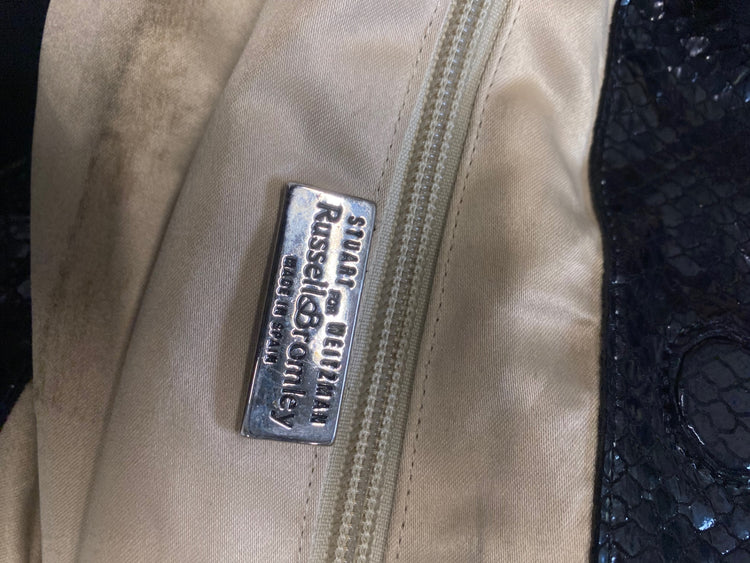 STUART FOR WEITZMAN
Russell&Bromley
MADE IN SPAIN